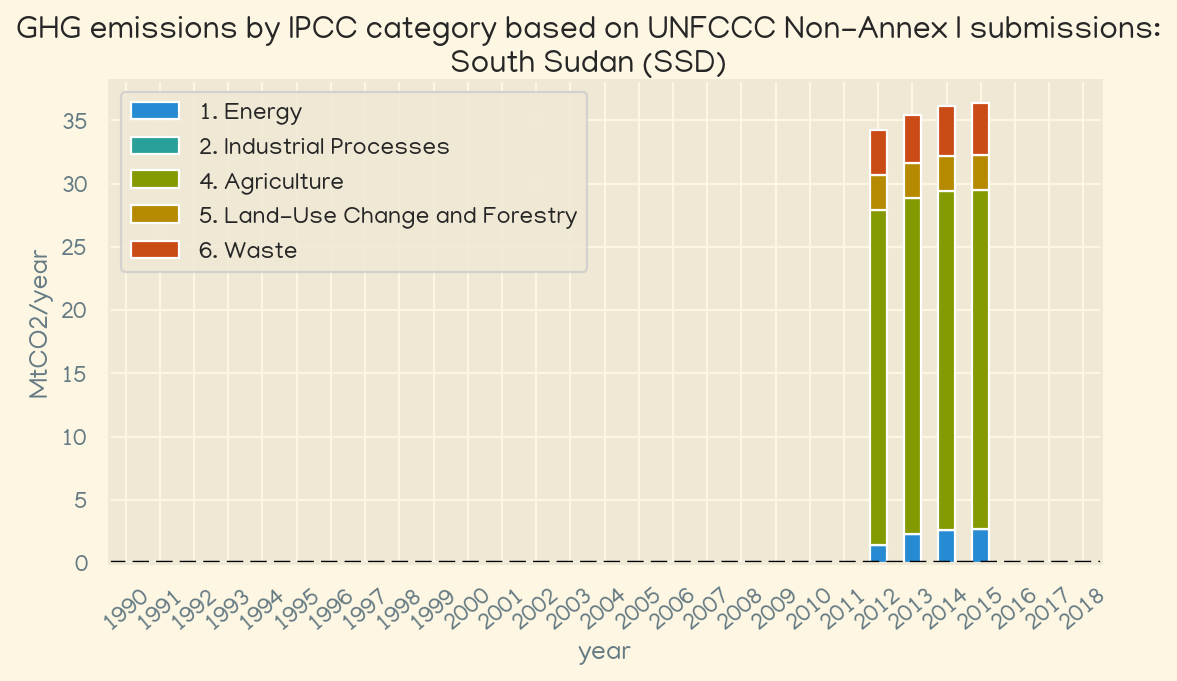 GHG emissions by IPCC category based on UNFCCC Non-Annex I submissions:
South Sudan (SSD)
1. Energy
2. Industrial Processes
4. Agriculture
5. Land-Use Change and Forestry
6. Waste
MtCO2/year
35
30
25
20
15
10
5
0
1990 1991 1992 1993 1994 1995 1996 1997 1998 1999 2000 2001 2002 2003 2004 2005 2006 2007 2008 2009 2010 2011 2012 2013 2014 2015 2016 2017 2018
year